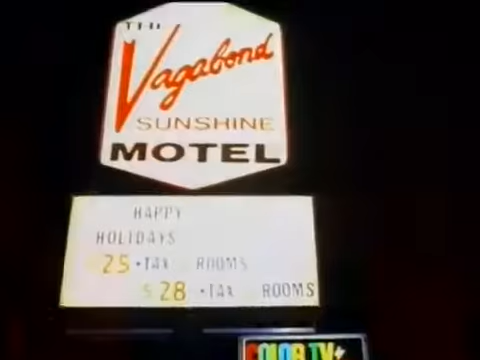 THE
Vagabond
SUNSHINE
MOTEL
HAPPY
HOLIDAYS
25 + TAX ROOMS
$28 + TAX ROOMS
COLOR TV